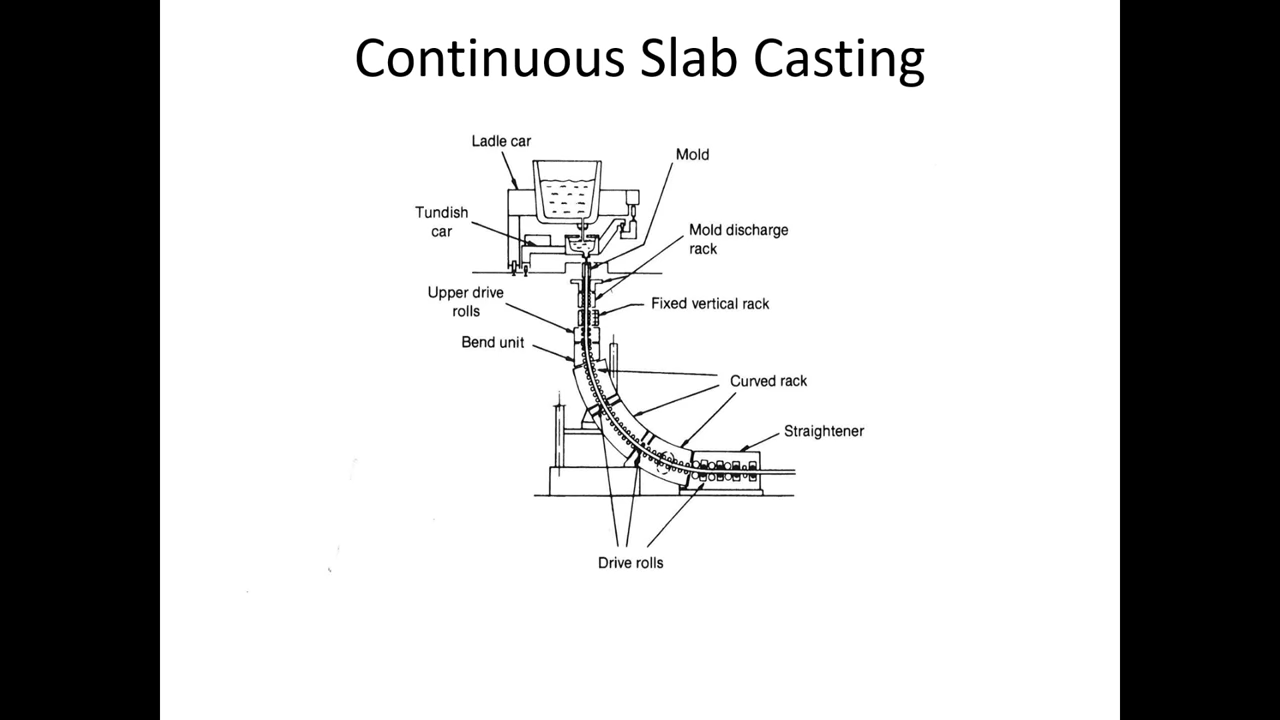 Continuous Slab Casting
Ladle car
Mold
Tundish
car
Mold discharge
rack
Upper drive
rolls
Fixed vertical rack
Bend unit
Curved rack
Straightener
Drive rolls